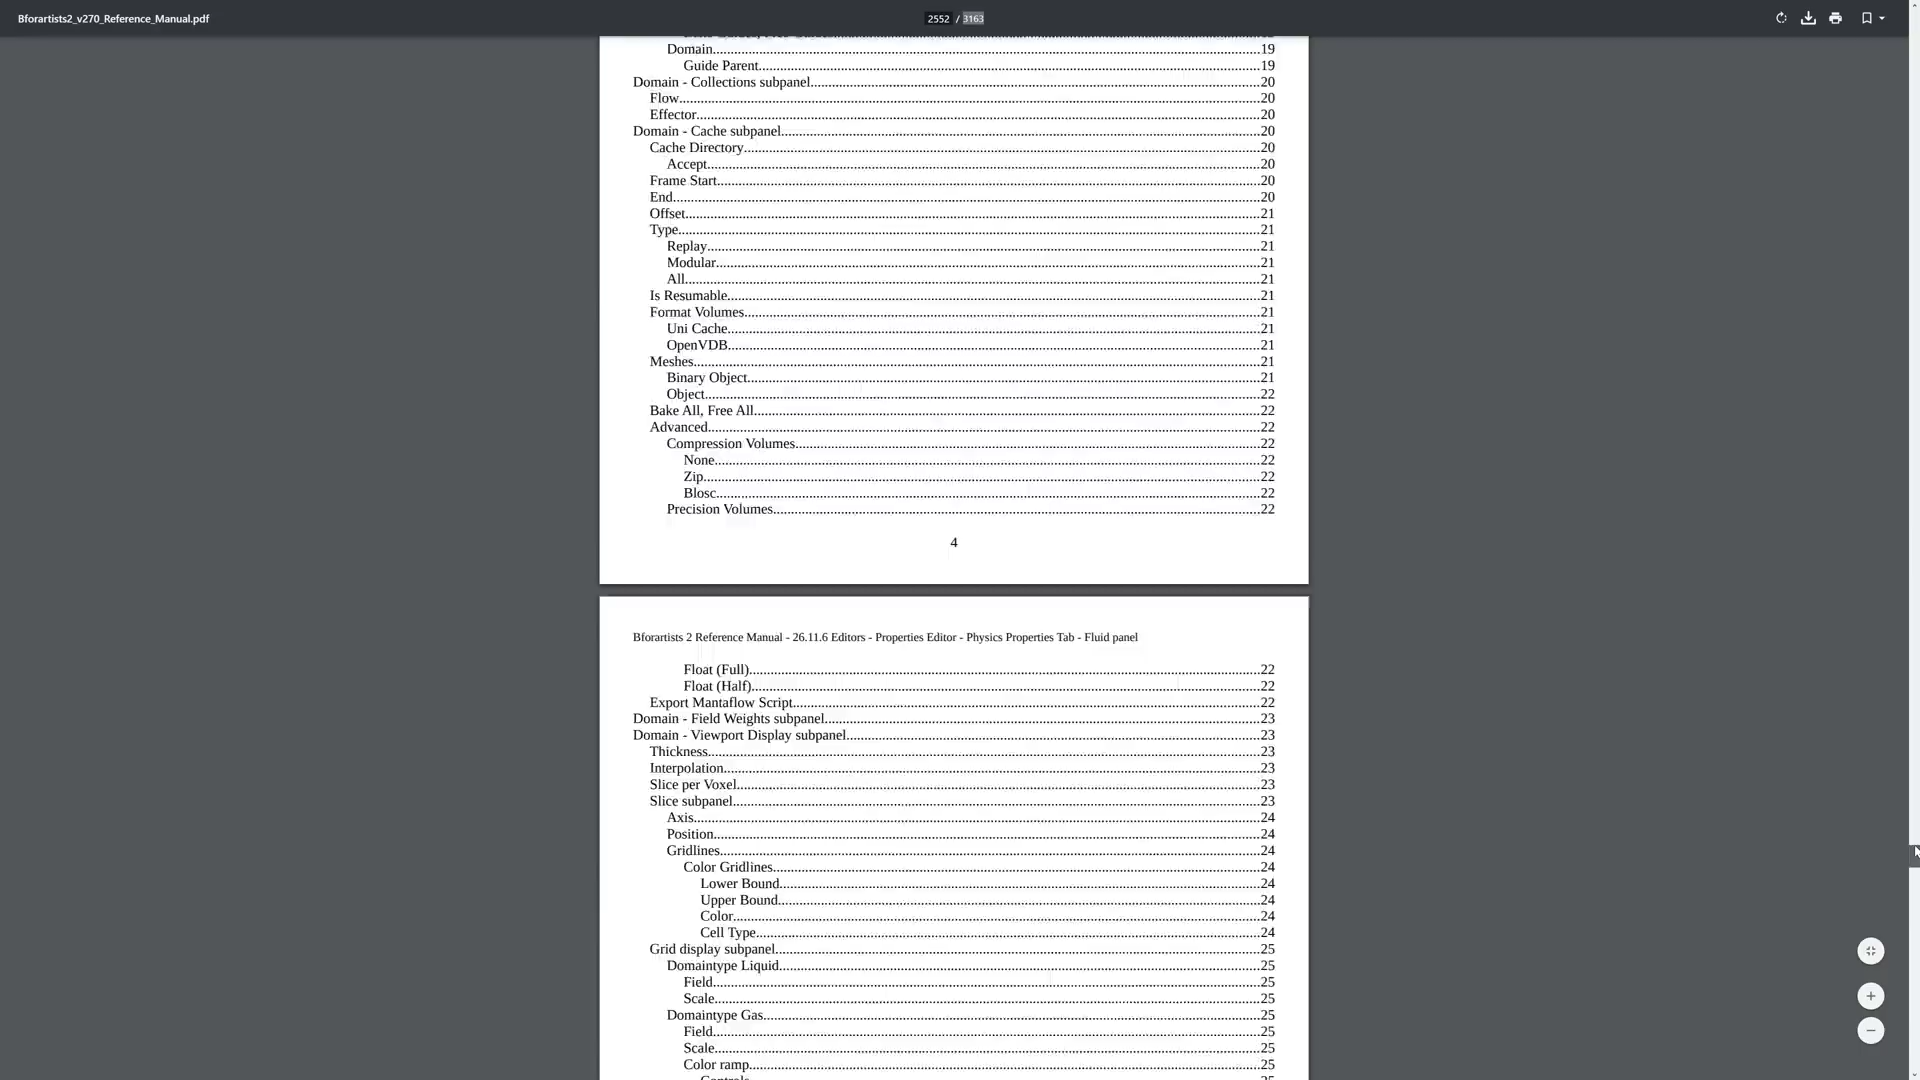 Bforartists2_v270_Reference_Manual.pdf
2552 / 3163
Domain 19
Guide Parent 19
Domain - Collections subpanel 20
Flow 20
Effector 20
Domain - Cache subpanel 20
Cache Directory 20
Accept 20
Frame Start 20
End 20
Offset 21
Type 21
Replay 21
Modular 21
All 21
Is Resumable 21
Format Volumes 21
Uni Cache 21
OpenVDB 21
Meshes 21
Binary Object 21
Object 22
Bake All, Free All 22
Advanced 22
Compression Volumes 22
None 22
Zip 22
Blosc 22
Precision Volumes 22
4
Bforartists 2 Reference Manual - 26.11.6 Editors - Properties Editor - Physics Properties Tab - Fluid panel
Float (Full) 22
Float (Half) 22
Export Mantaflow Script 22
Domain - Field Weights subpanel 23
Domain - Viewport Display subpanel 23
Thickness 23
Interpolation 23
Slice per Voxel 23
Slice subpanel 23
Axis 24
Position 24
Gridlines 24
Color Gridlines 24
Lower Bound 24
Upper Bound 24
Color 24
Cell Type 24
Grid display subpanel 25
Domaintype Liquid 25
Field 25
Scale 25
Domaintype Gas 25
Field 25
Scale 25
Color ramp 25